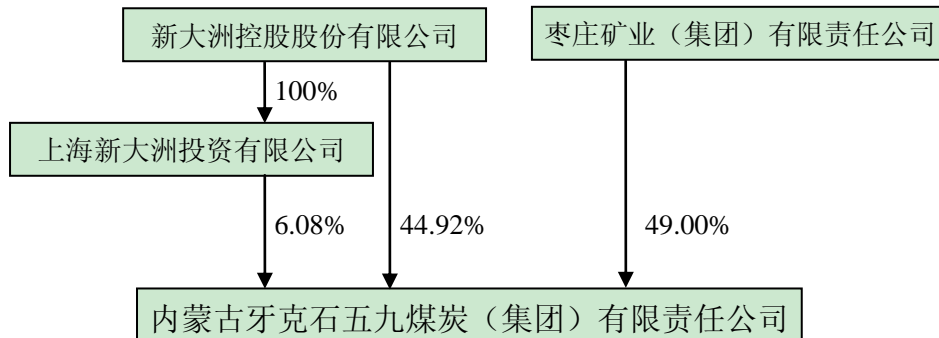 新大洲控股股份有限公司
枣庄矿业（集团）有限责任公司
100%
上海新大洲投资有限公司
6.08%
44.92%
49.00%
内蒙古牙克石五九煤炭（集团）有限责任公司